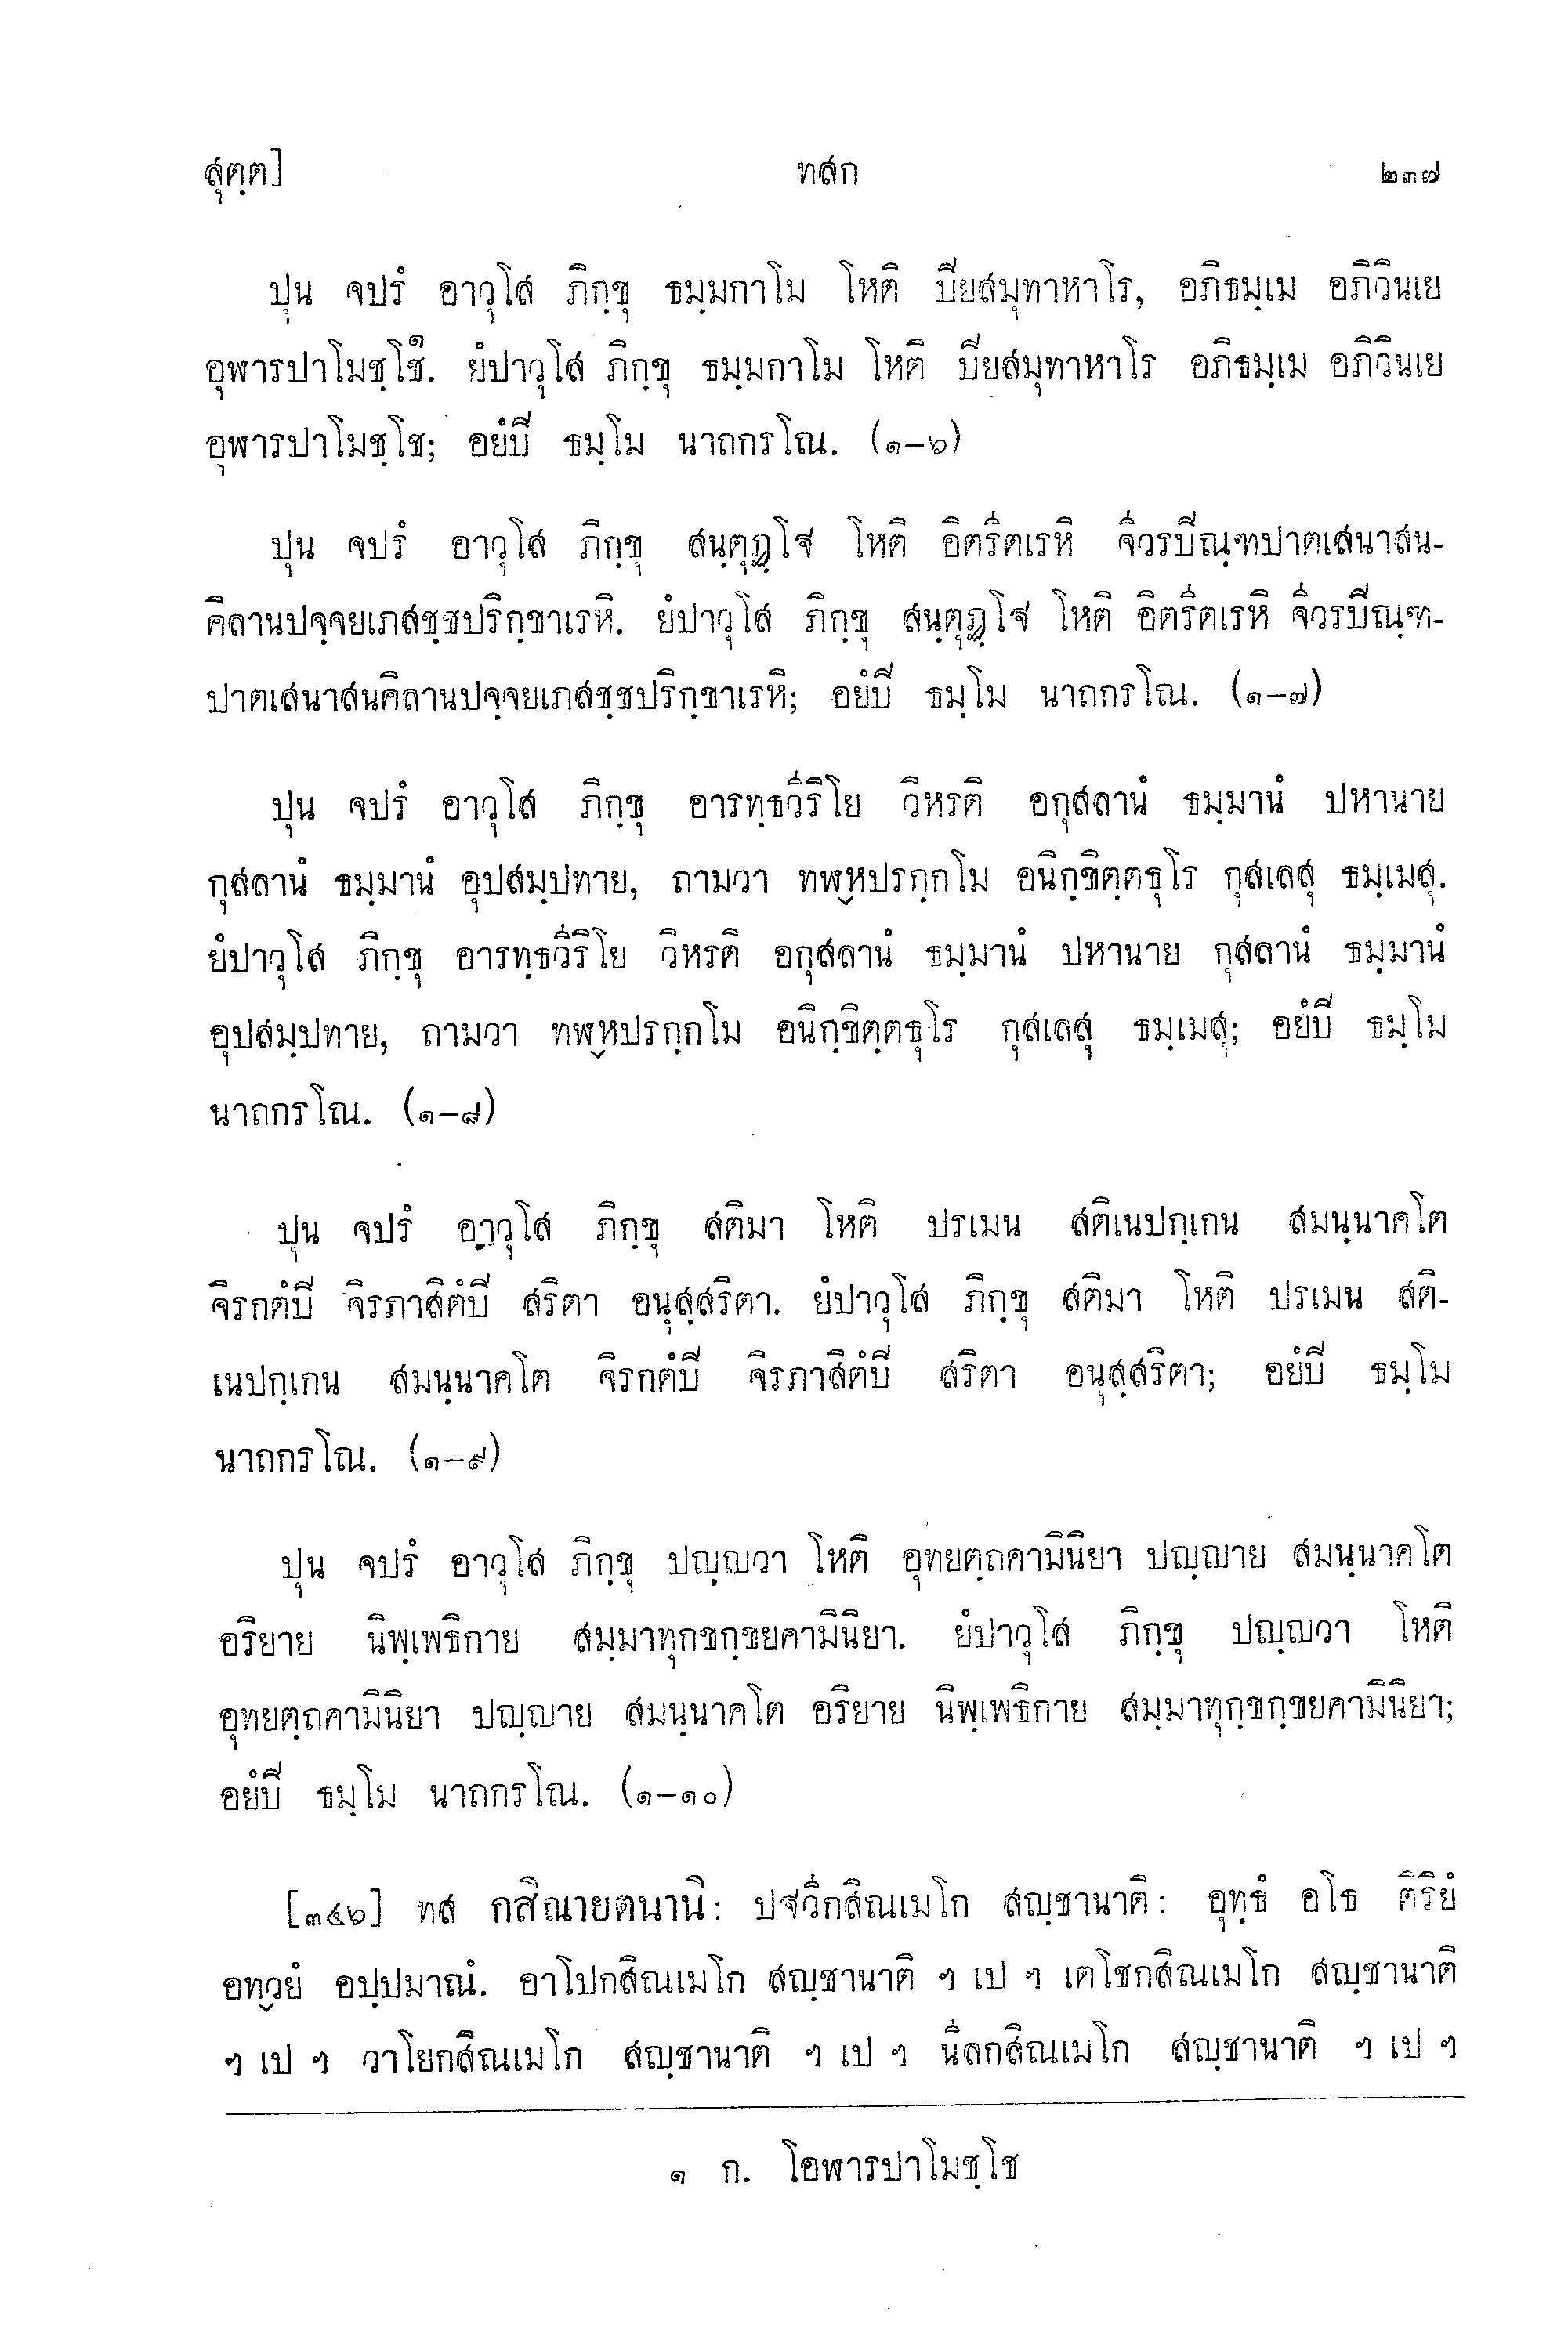 สุตฺต] ทสก ๒๓๗
ปุน จปรํ อาวุโส ภิกฺขุ ธมฺมกาโม โหติ ปิยสมุทาหาโร, อภิธมฺเม อภิวินเย
อุฬารปาโมชฺโช๑. ยํปาวุโส ภิกฺขุ ธมฺมกาโม โหติ ปิยสมุทาหาโร อภิธมฺเม อภิวินเย
อุฬารปาโมชฺโช; อยํปิ ธมฺโม นาถกรโณ. (๑-๖)
ปุน จปรํ อาวุโส ภิกฺขุ สนฺตุฏฺโฐ โหติ อิตรีตเรหิ จีวรปิณฺฑปาตเสนาสน-
คิลานปจฺจยเภสชฺชปริกฺขาเรหิ. ยํปาวุโส ภิกฺขุ สนฺตุฏฺโฐ โหติ อิตรีตเรหิ จีวรปิณฺฑ-
ปาตเสนาสนคิลานปจฺจยเภสชฺชปริกฺขาเรหิ; อยํปิ ธมฺโม นาถกรโณ. (๑-๗)
ปุน จปรํ อาวุโส ภิกฺขุ อารทฺธวีริโย วิหรติ อกุสลานํ ธมฺมานํ ปหานาย
กุสลานํ ธมฺมานํ อุปสมฺปทาย, ถามวา ทฬ๎หปรกฺกโม อนิกฺขิตฺตธุโร กุสเลสุ ธมฺเมสุ.
ยํปาวุโส ภิกฺขุ อารทฺธวีริโย วิหรติ อกุสลานํ ธมฺมานํ ปหานาย กุสลานํ ธมฺมานํ
อุปสมฺปทาย, ถามวา ทฬ๎หปรกฺกโม อนิกฺขิตฺตธุโร กุสเลสุ ธมฺเมสุ; อยํปิ ธมฺโม
นาถกรโณ. (๑-๘)
ปุน จปรํ อาวุโส ภิกฺขุ สติมา โหติ ปรเมน สติเนปกฺเกน สมนฺนาคโต
จิรกตํปิ จิรภาสิตํปิ สริตา อนุสฺสริตา. ยํปาวุโส ภิกฺขุ สติมา โหติ ปรเมน สติ-
เนปกฺเกน สมนฺนาคโต จิรกตํปิ จิรภาสิตํปิ สริตา อนุสฺสริตา; อยํปิ ธมฺโม
นาถกรโณ. (๑-๙)
ปุน จปรํ อาวุโส ภิกฺขุ ปญฺญวา โหติ อุทยตฺถคามินิยา ปญฺญาย สมนฺนาคโต
อริยาย นิพฺเพธิกาย สมฺมาทุกขกฺขยคามินิยา. ยํปาวุโส ภิกฺขุ ปญฺญวา โหติ
อุทยตฺถคามินิยา ปญฺญาย สมนฺนาคโต อริยาย นิพฺเพธิกาย สมฺมาทุกฺขกฺขยคามินิยา;
อยํปิ ธมฺโม นาถกรโณ. (๑-๑๐)
[๓๔๖] ทส กสิณายตนานิ: ปฐวีกสิณเมโก สญฺชานาติ: อุทฺธํ อโธ ติริยํ
อท๎วยํ อปฺปมาณํ. อาโปกสิณเมโก สญฺชานาติ ฯ เป ฯ เตโชกสิณเมโก สญฺชานาติ
ฯ เป ฯ วาโยกสิณเมโก สญฺชานาติ ฯ เป ฯ นีลกสิณเมโก สญฺชานาติ ฯ เป ฯ
๑ ก. โอฬารปาโมชฺโช